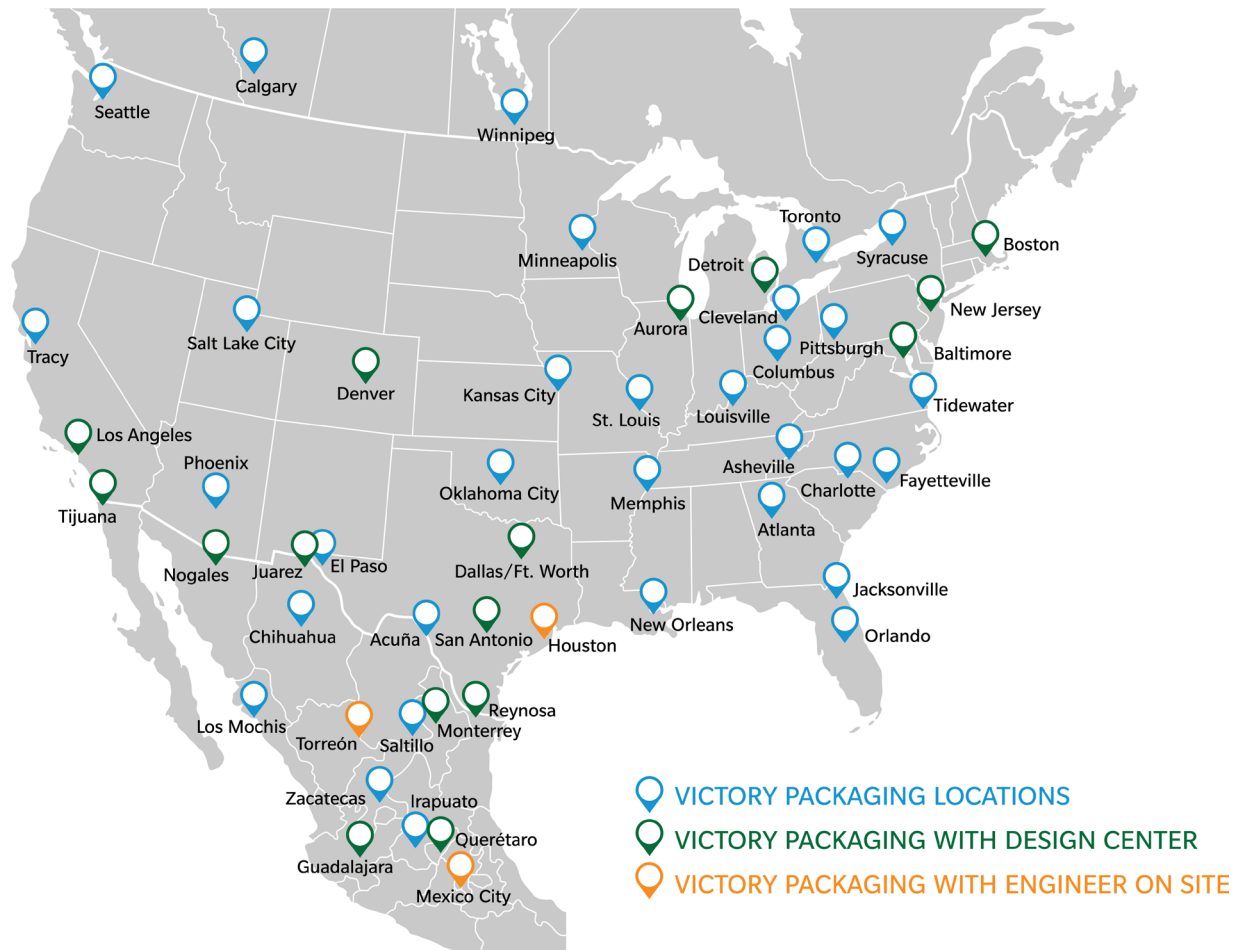 Calgary
Seattle
Winnipeg
Toronto
Minneapolis
Syracuse
Boston
Detroit
New Jersey
Cleveland
Aurora
Salt Lake City
Pittsburgh
Baltimore
Tracy
Columbus
Denver
Kansas City
Tidewater
St. Louis
Louisville
Los Angeles
Phoenix
Asheville
Fayetteville
Charlotte
Oklahoma City
Memphis
Tijuana
Atlanta
El Paso
Dallas/Ft. Worth
Nogales
Juarez
Jacksonville
New Orleans
Chihuahua
Acuña
San Antonio
Houston
Orlando
Reynosa
Los Mochis
Monterrey
Torreón
Saltillo
Zacatecas
Irapuato
Querétaro
Guadalajara
Mexico City
VICTORY PACKAGING LOCATIONS
VICTORY PACKAGING WITH DESIGN CENTER
VICTORY PACKAGING WITH ENGINEER ON SITE